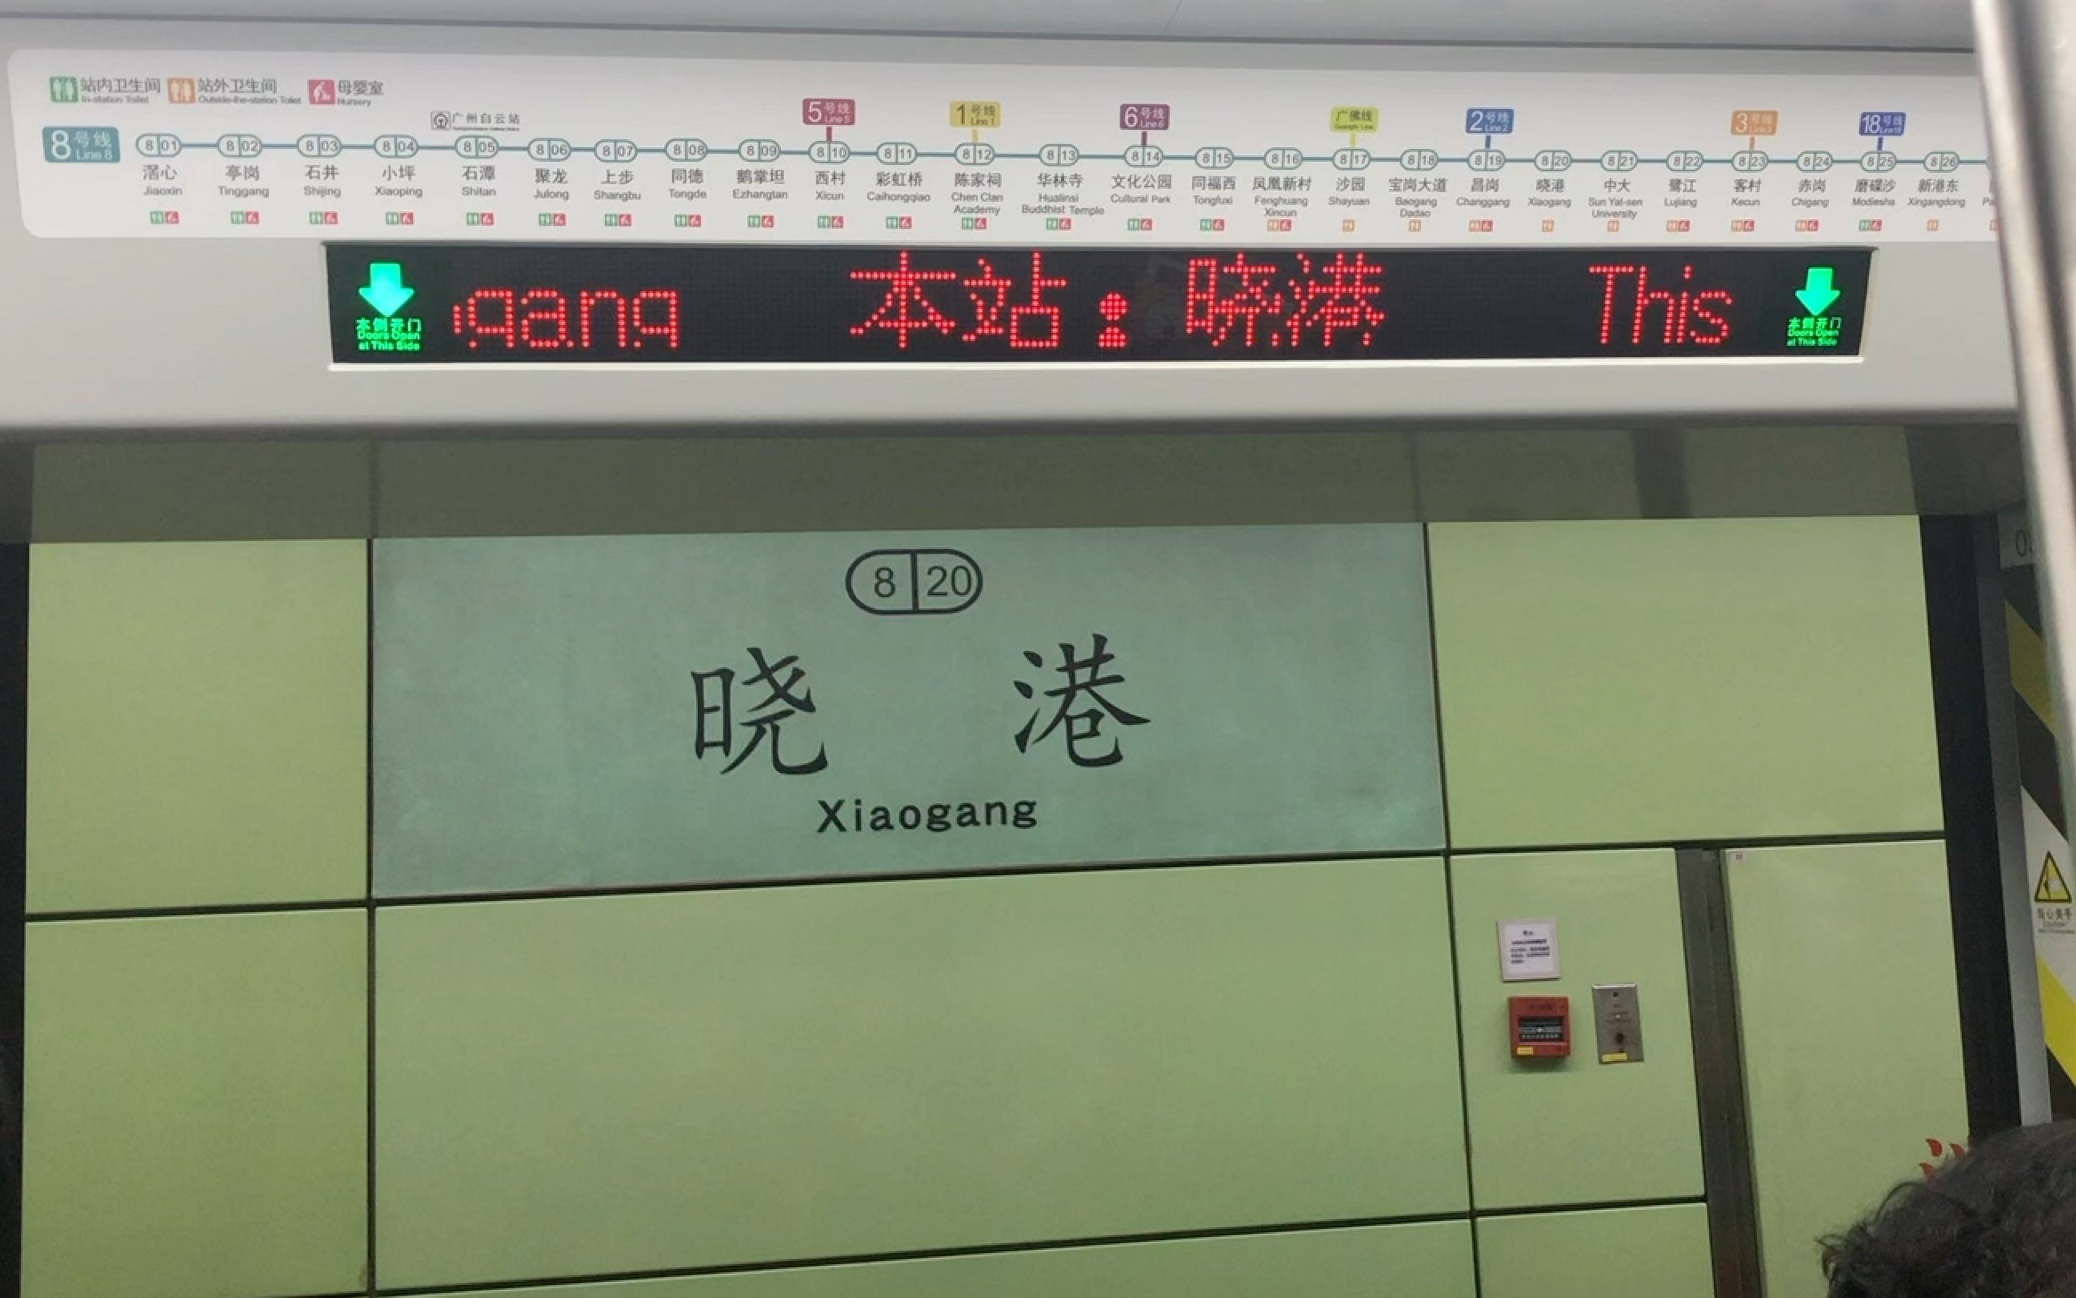 站内卫生间 站外卫生间 母婴室
In-station Toilet Outside-the-station Toilet Nursery
广州白云站
5号线 1号线 6号线 广佛线 2号线 3号线 18号线
Line 5 Line 1 Line 6 Guangfo Line Line 2 Line 3 Line 18
8号线
Line 8
8 01 8 02 8 03 8 04 8 05 8 06 8 07 8 08 8 09 8 10 8 11 8 12 8 13 8 14 8 15 8 16 8 17 8 18 8 19 8 20 8 21 8 22 8 23 8 24 8 25 8 26
滘心 亭岗 石井 小坪 石潭 聚龙 上步 同德 鹅掌坦 西村 彩虹桥 陈家祠 华林寺 文化公园 同福西 凤凰新村 沙园 宝岗大道 昌岗 晓港 中大 鹭江 客村 赤岗 磨碟沙 新港东
Jiaoxin Tinggang Shijing Xiaoping Shitan Julong Shangbu Tongde Ezhangtan Xicun Caihongqiao Chen Clan Academy Hualinsi Buddhist Temple Cultural Park Tongfuxi Fenghuang Xincun Shayuan Baogang Dadao Changgang Xiaogang Sun Yat-sen University Lujiang Kecun Chigang Modiesha Xingangdong
本侧开门
Doors Open
at This Side
gang 本站：晓港 This
本侧开门
Doors Open
at This Side
8 20
晓港
Xiaogang